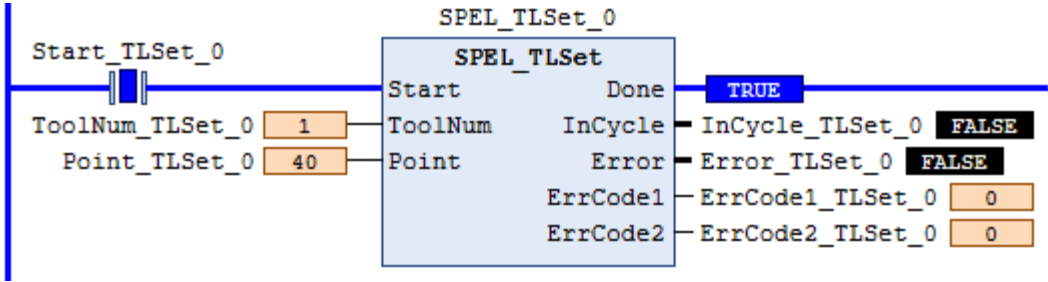 SPEL_TLSet_0
Start_TLSet_0
SPEL_TLSet
Start Done TRUE
ToolNum_TLSet_0 1 ToolNum InCycle InCycle_TLSet_0 FALSE
Point_TLSet_0 40 Point Error Error_TLSet_0 FALSE
ErrCode1 ErrCode1_TLSet_0 0
ErrCode2 ErrCode2_TLSet_0 0